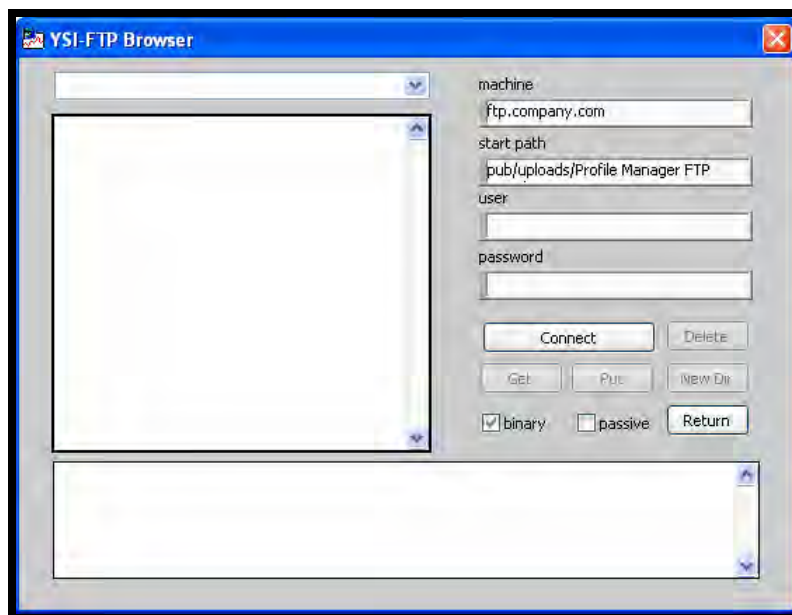 YSI-FTP Browser
machine
ftp.company.com
start path
pub/uploads/Profile Manager FTP
user
password
Connect
Delete
Get
Put
New Dir
binary
passive
Return